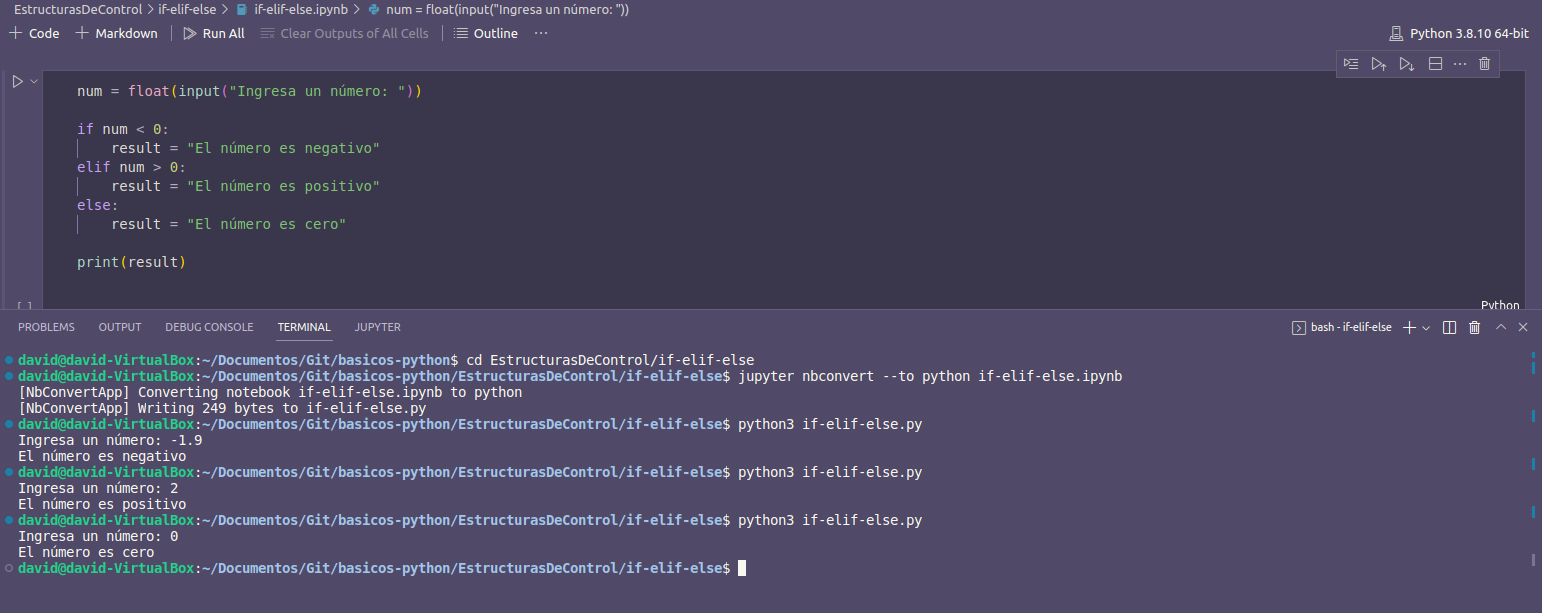 EstructurasDeControl > if-elif-else > if-elif-else.ipynb > num = float(input("Ingresa un número: "))
+ Code + Markdown | Run All Clear Outputs of All Cells | Outline ··· Python 3.8.10 64-bit
num = float(input("Ingresa un número: "))
if num < 0:
    result = "El número es negativo"
elif num > 0:
    result = "El número es positivo"
else:
    result = "El número es cero"
print(result)
[ ]
Python
PROBLEMS OUTPUT DEBUG CONSOLE TERMINAL JUPYTER bash - if-elif-else
david@david-VirtualBox:~/Documentos/Git/basicos-python$ cd EstructurasDeControl/if-elif-else
david@david-VirtualBox:~/Documentos/Git/basicos-python/EstructurasDeControl/if-elif-else$ jupyter nbconvert --to python if-elif-else.ipynb
[NbConvertApp] Converting notebook if-elif-else.ipynb to python
[NbConvertApp] Writing 249 bytes to if-elif-else.py
david@david-VirtualBox:~/Documentos/Git/basicos-python/EstructurasDeControl/if-elif-else$ python3 if-elif-else.py
Ingresa un número: -1.9
El número es negativo
david@david-VirtualBox:~/Documentos/Git/basicos-python/EstructurasDeControl/if-elif-else$ python3 if-elif-else.py
Ingresa un número: 2
El número es positivo
david@david-VirtualBox:~/Documentos/Git/basicos-python/EstructurasDeControl/if-elif-else$ python3 if-elif-else.py
Ingresa un número: 0
El número es cero
david@david-VirtualBox:~/Documentos/Git/basicos-python/EstructurasDeControl/if-elif-else$